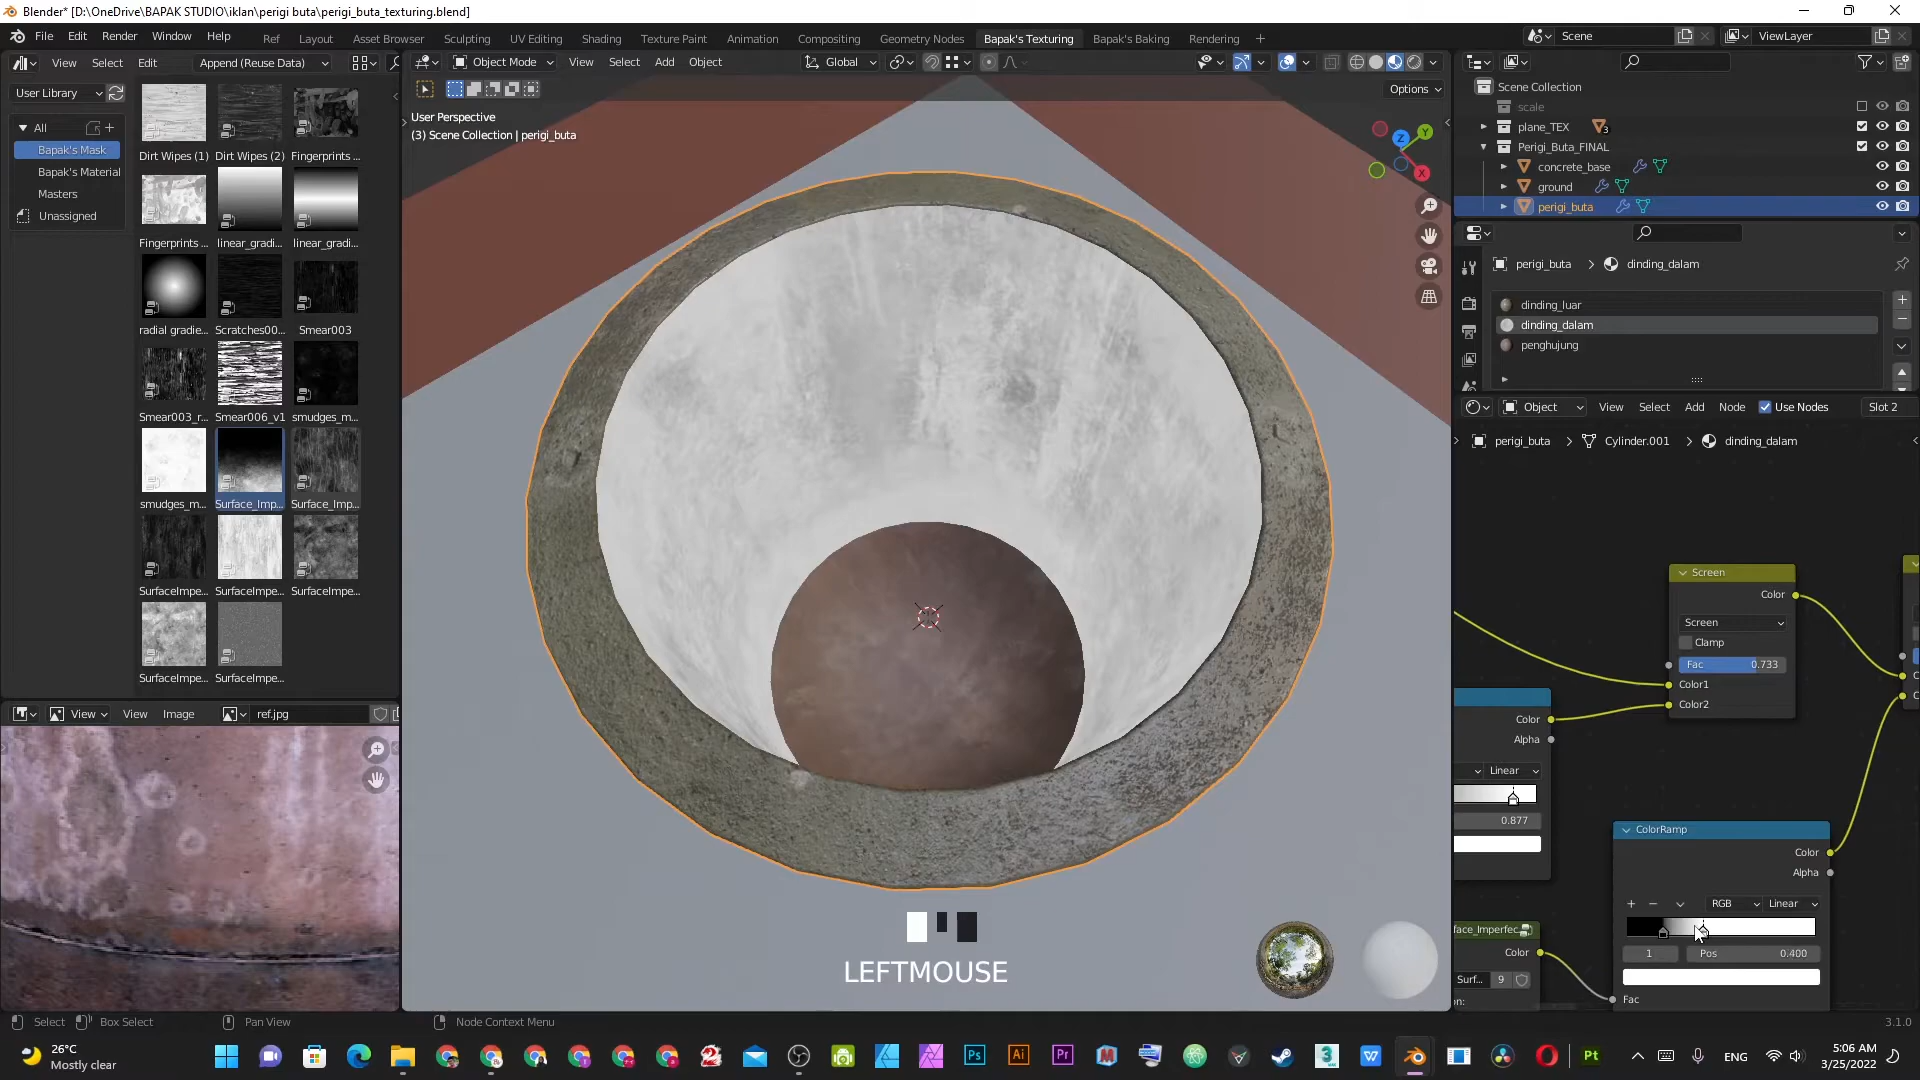 Blender* [D:\OneDrive\BAPAK STUDIO\iklan\perigi buta\perigi_buta_texturing.blend]
File Edit Render Window Help Ref Layout Asset Browser Sculpting UV Editing Shading Texture Paint Animation Compositing Geometry Nodes Bapak's Texturing Bapak's Baking Rendering Scene ViewLayer
View Select Edit Append (Reuse Data) Object Mode View Select Add Object Global
User Library Options
All
Bapak's Mask
Bapak's Material
Masters
Unassigned
Dirt Wipes (1) Dirt Wipes (2) Fingerprints ...
Fingerprints ... linear_gradi... linear_gradi...
radial gradie... Scratches00... Smear003
Smear003_r... Smear006_v1 smudges_m...
smudges_m... Surface_Imp... Surface_Imp...
SurfaceImpe... SurfaceImpe... SurfaceImpe...
SurfaceImpe... SurfaceImpe...
View View Image ref.jpg
User Perspective
(3) Scene Collection | perigi_buta
Z Y X
LEFTMOUSE
Scene Collection
scale
plane_TEX 3
Perigi_Buta_FINAL
concrete_base
ground
perigi_buta
perigi_buta dinding_dalam
dinding_luar
dinding_dalam
penghujung
Object View Select Add Node Use Nodes Slot 2
perigi_buta Cylinder.001 dinding_dalam
Screen
Color
Screen
Clamp
Fac 0.733
Color1
Color2
Color
Alpha
Linear
0.877
ColorRamp
Color
Alpha
RGB Linear
1 Pos 0.400
Fac
face_Imperfec...
Color
Surf... 9
on:
Select Box Select Pan View Node Context Menu 3.1.0
26°C
Mostly clear
Ps Ai Pr 3 Pt
ENG
5:06 AM
3/25/2022